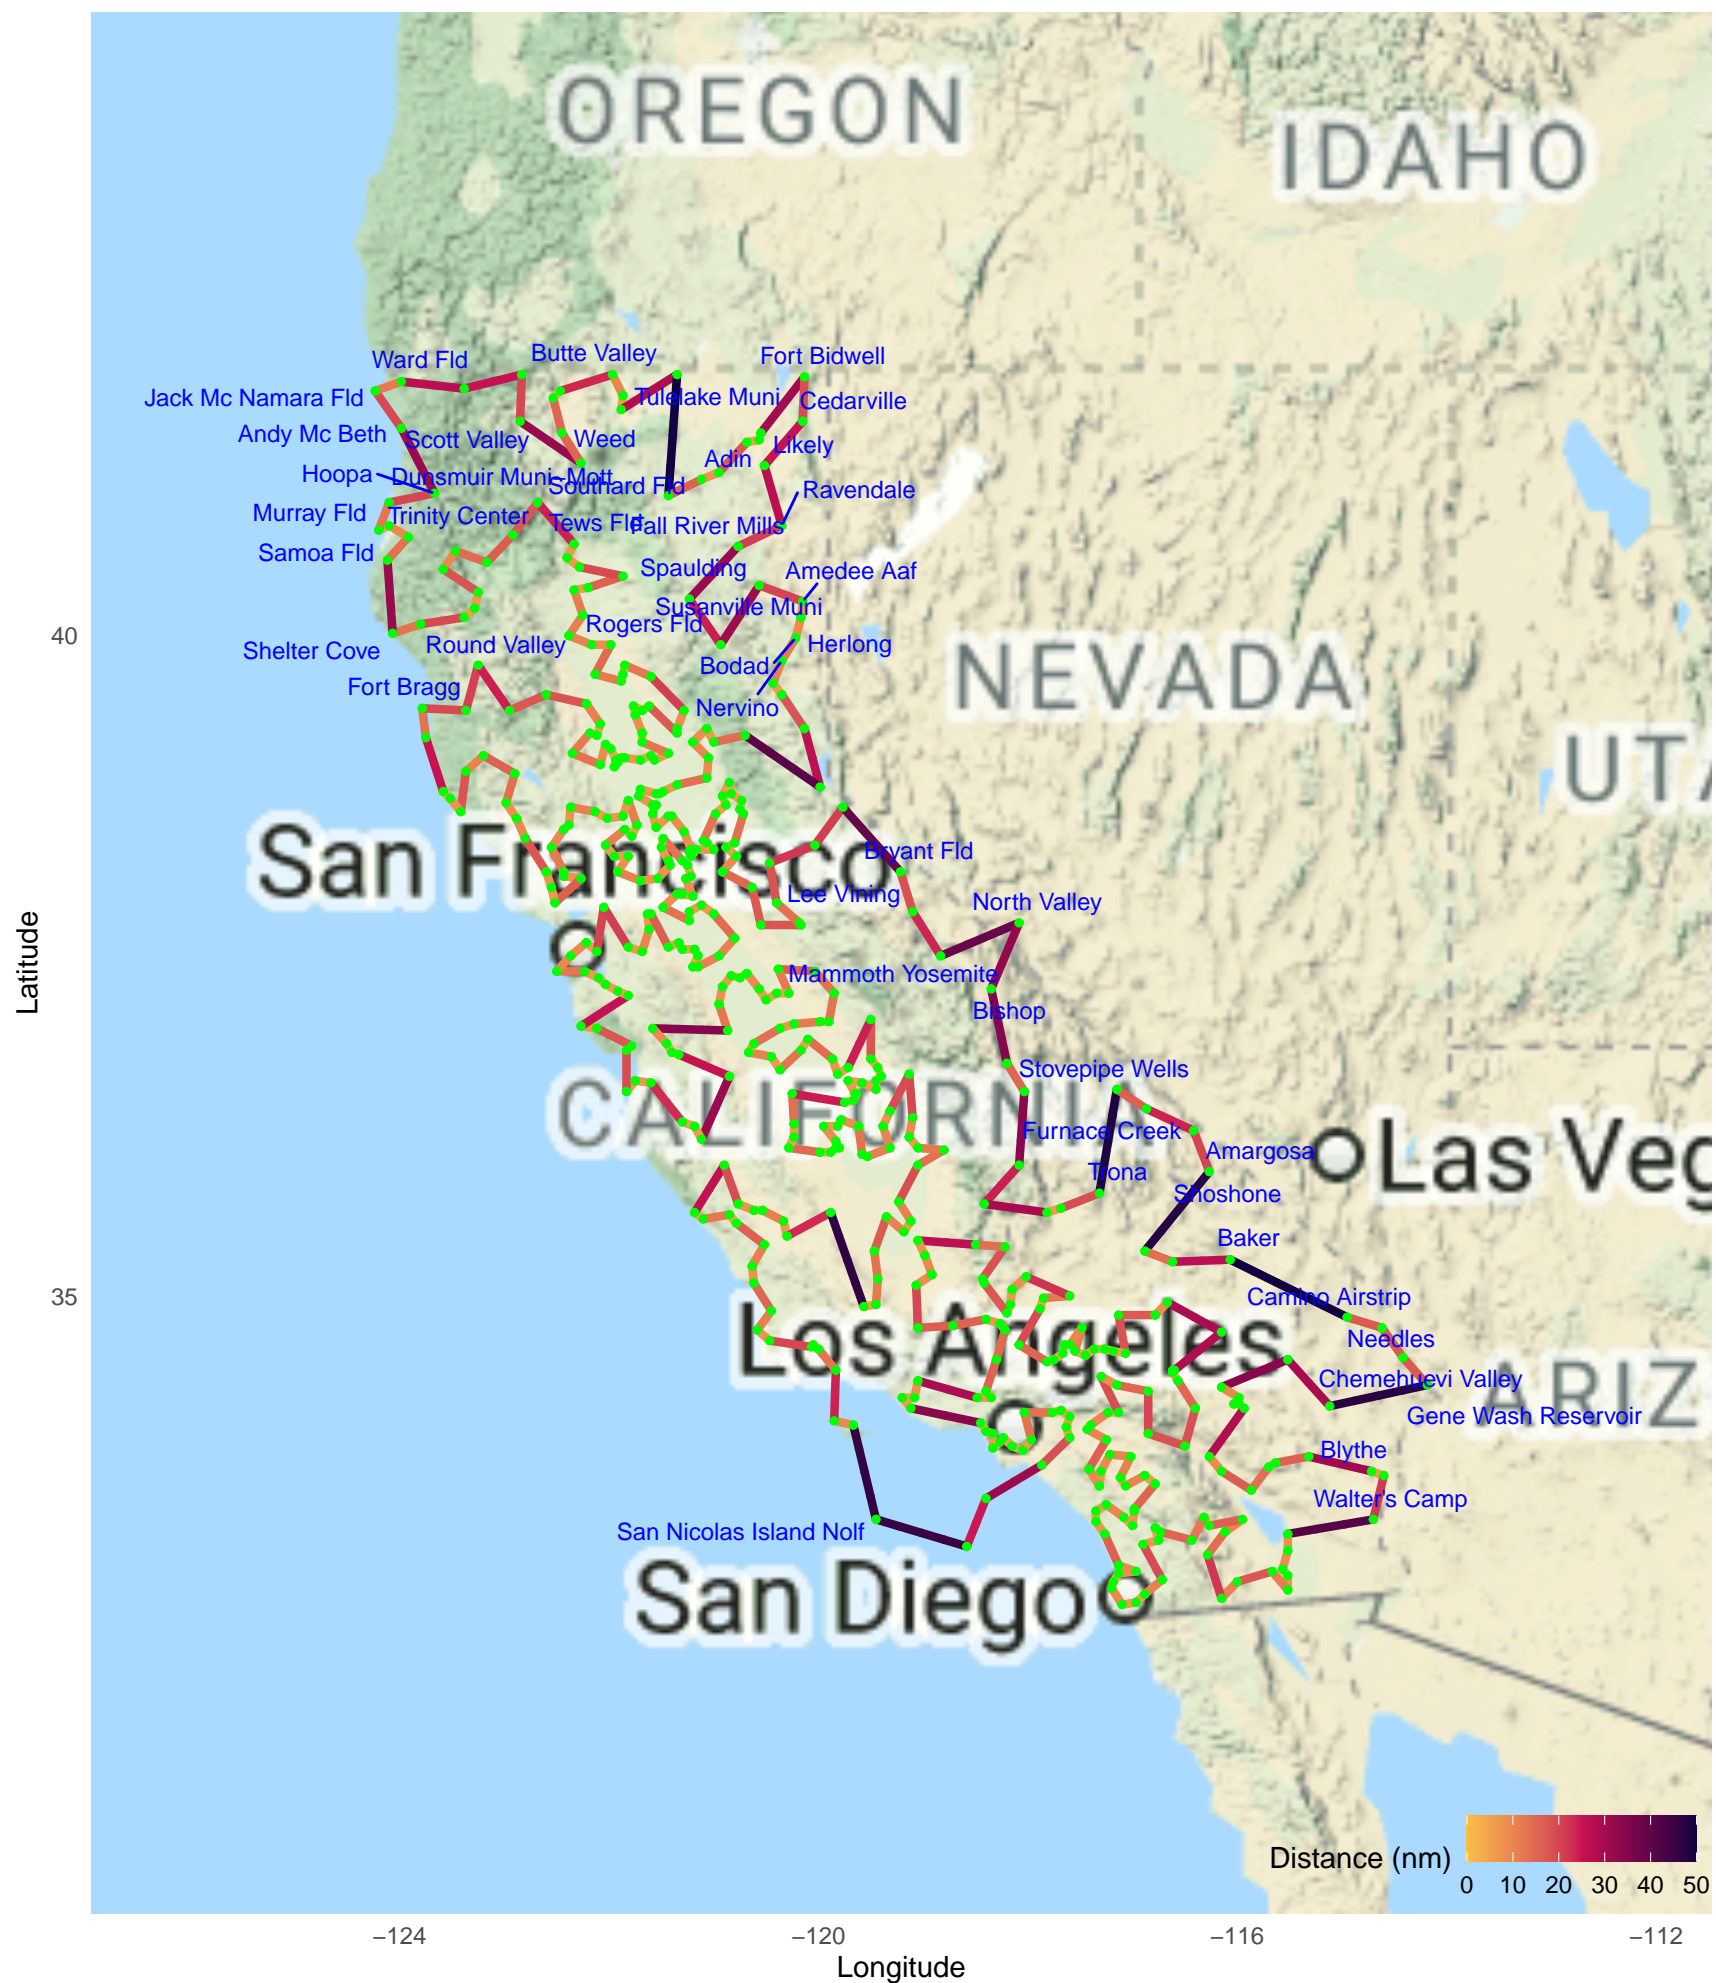 OREGON
IDAHO
Ward Fld
Butte Valley
Fort Bidwell
Jack Mc Namara Fld
Tulelake Muni
Cedarville
Andy Mc Beth
Scott Valley
Weed
Likely
Adin
Hoopa
Dunsmuir Muni-Mott
Southard Fld
Ravendale
Murray Fld
Trinity Center
Tews Fld
Fall River Mills
Samoa Fld
Spaulding
Amedee Aaf
Susanville Muni
Rogers Fld
40
Shelter Cove
Round Valley
Herlong
Bodad
NEVADA
Fort Bragg
Nervino
UTA
San Francisco
Bryant Fld
Lee Vining
North Valley
Latitude
Mammoth Yosemite
Bishop
Stovepipe Wells
CALIFORNIA
Furnace Creek
Amargosa
Las Veg
Trona
Shoshone
Baker
35
Camino Airstrip
Los Angeles
Needles
Chemehuevi Valley
ARIZ
Gene Wash Reservoir
Blythe
Walter's Camp
San Nicolas Island Nolf
San Diego
Distance (nm)
0 10 20 30 40 50
−124 −120 −116 −112
Longitude